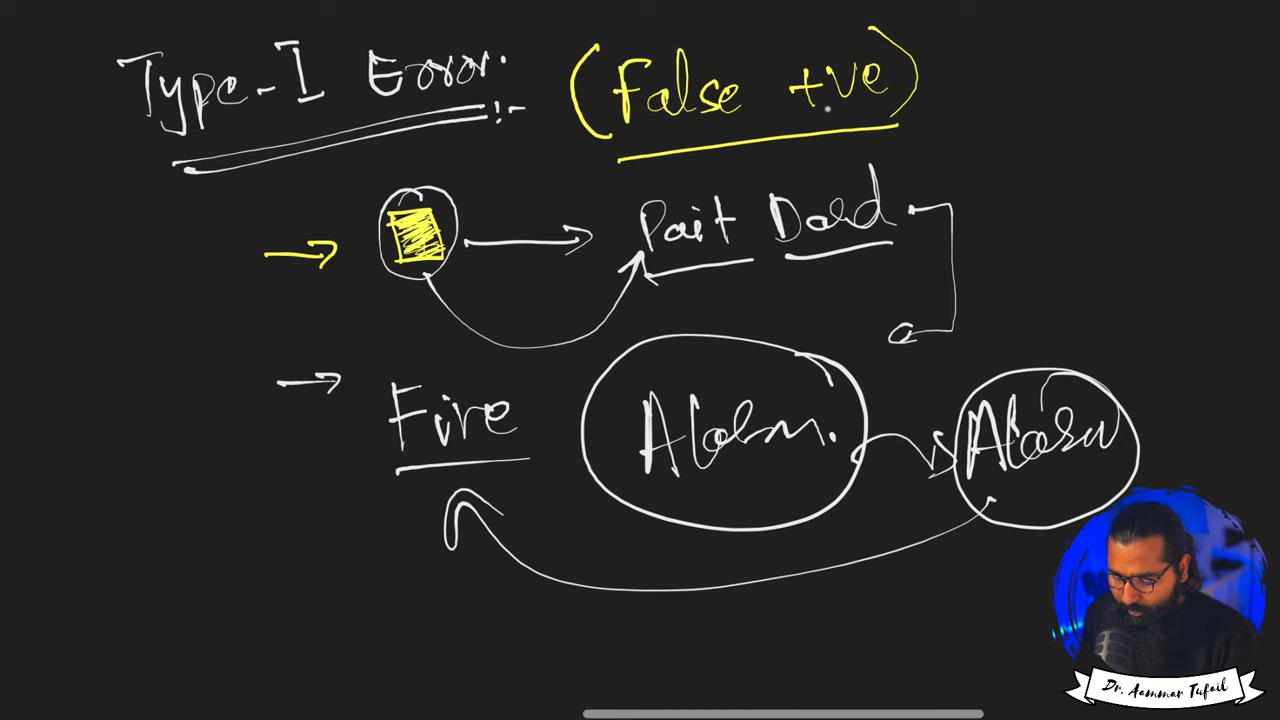 Type-I Error:- (False +ve)
Pait Dard
Fire Alarm. Alarm
Dr. Aammar Tufail